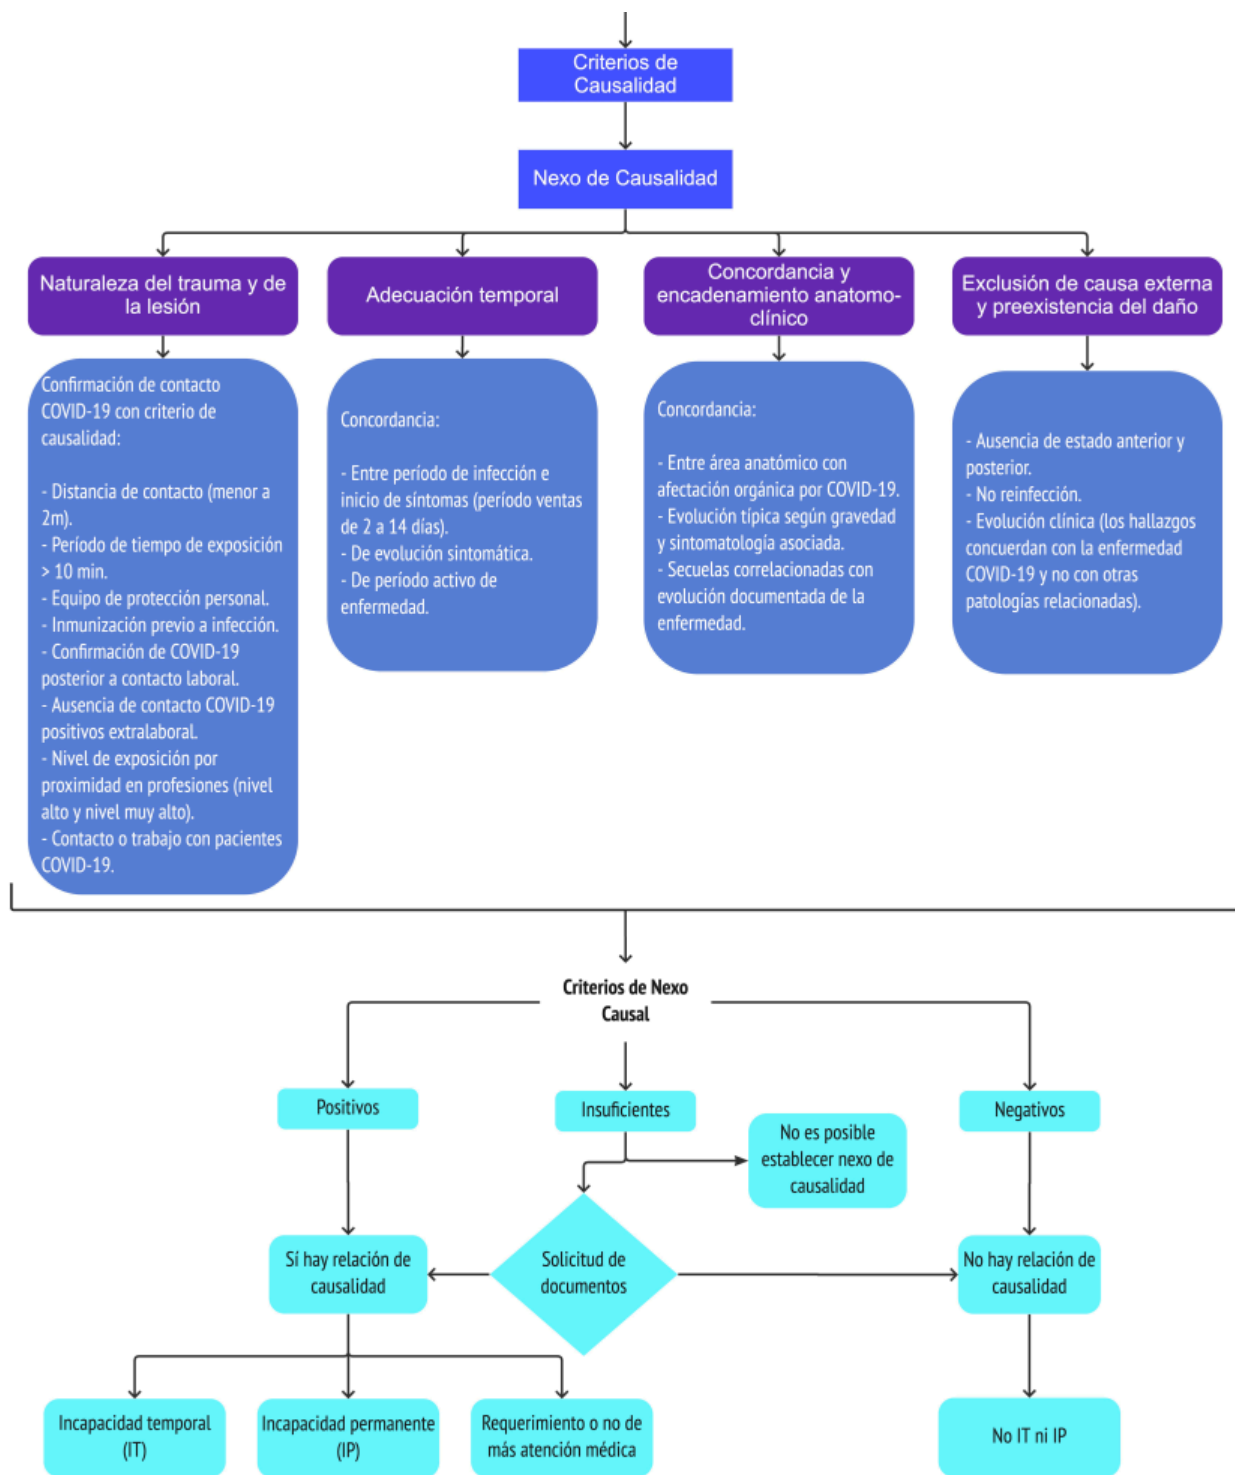 Criterios de
Causalidad
Nexo de Causalidad
Naturaleza del trauma y de
la lesión
Adecuación temporal
Concordancia y
encadenamiento anatomo-
clínico
Exclusión de causa externa
y preexistencia del daño
Confirmación de contacto
COVID-19 con criterio de
causalidad:
- Distancia de contacto (menor a
2m).
- Período de tiempo de exposición
> 10 min.
- Equipo de protección personal.
- Inmunización previo a infección.
- Confirmación de COVID-19
posterior a contacto laboral.
- Ausencia de contacto COVID-19
positivos extralaboral.
- Nivel de exposición por
proximidad en profesiones (nivel
alto y nivel muy alto).
- Contacto o trabajo con pacientes
COVID-19.
Concordancia:
- Entre período de infección e
inicio de síntomas (período ventas
de 2 a 14 días).
- De evolución sintomática.
- De período activo de
enfermedad.
Concordancia:
- Entre área anatómico con
afectación orgánica por COVID-19.
- Evolución típica según gravedad
y sintomatología asociada.
- Secuelas correlacionadas con
evolución documentada de la
enfermedad.
- Ausencia de estado anterior y
posterior.
- No reinfección.
- Evolución clínica (los hallazgos
concuerdan con la enfermedad
COVID-19 y no con otras
patologías relacionadas).
Criterios de Nexo
Causal
Positivos
Insuficientes
Negativos
No es posible
establecer nexo de
causalidad
Sí hay relación de
causalidad
Solicitud de
documentos
No hay relación de
causalidad
Incapacidad temporal
(IT)
Incapacidad permanente
(IP)
Requerimiento o no de
más atención médica
No IT ni IP